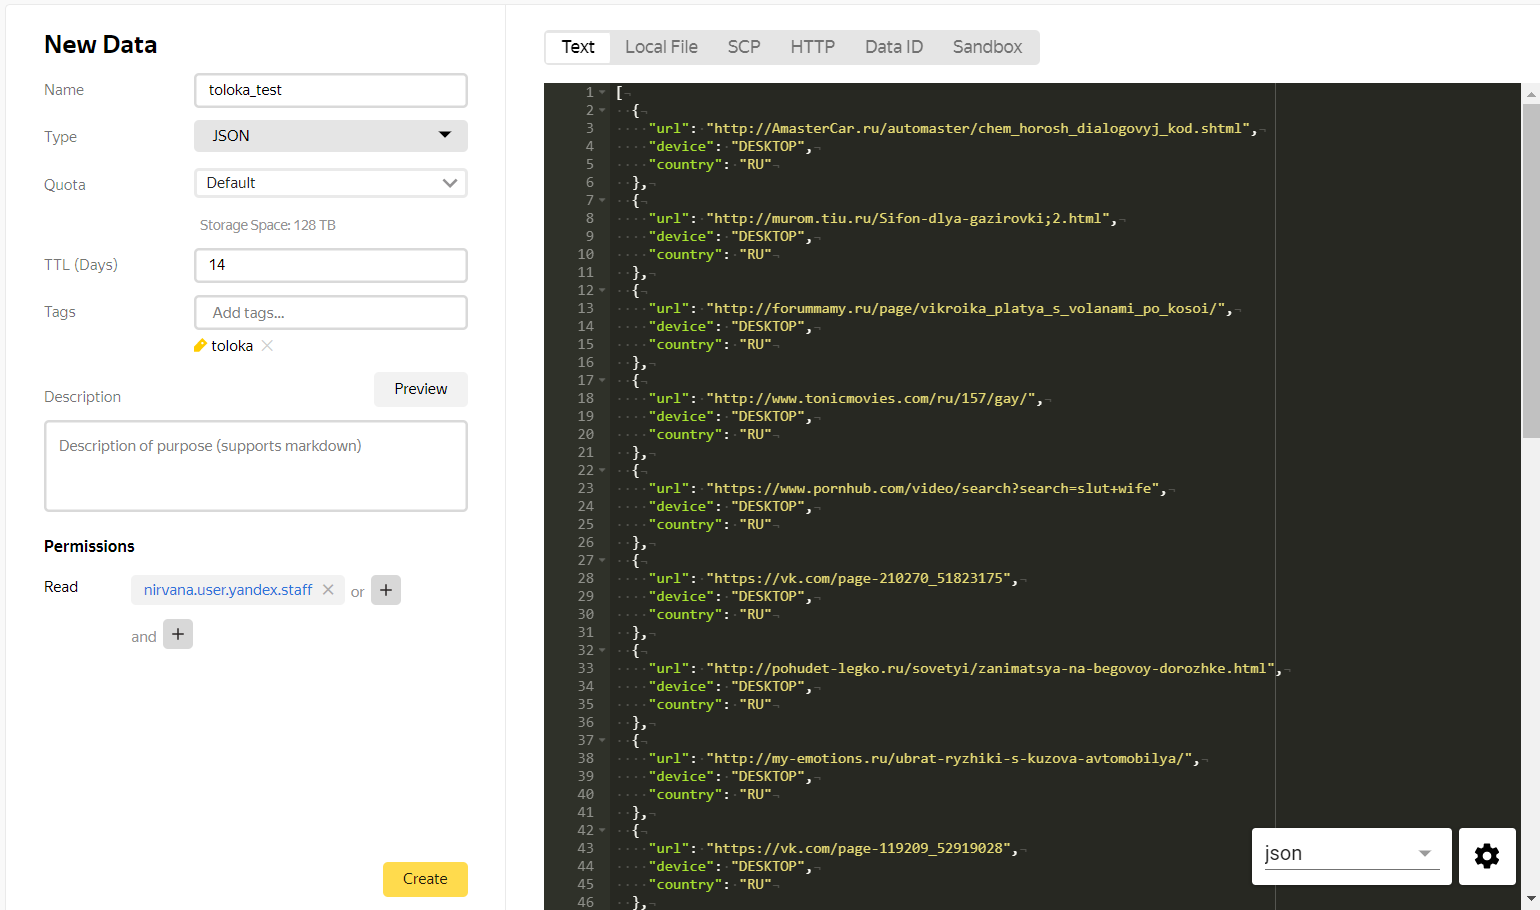 New Data
Name
toloka_test
Type
JSON
Quota
Default
Storage Space: 128 TB
TTL (Days)
14
Tags
Add tags...
toloka
Description
Preview
Description of purpose (supports markdown)
Permissions
Read
nirvana.user.yandex.staff × or +
and +
Create
Text Local File SCP HTTP Data ID Sandbox
1 [
2 {
3 "url": "http://AmasterCar.ru/automaster/chem_horosh_dialogovyj_kod.shtml",
4 "device": "DESKTOP",
5 "country": "RU"
6 },
7 {
8 "url": "http://murom.tiu.ru/Sifon-dlya-gazirovki;2.html",
9 "device": "DESKTOP",
10 "country": "RU"
11 },
12 {
13 "url": "http://forummamy.ru/page/vikroika_platya_s_volanami_po_kosoi/",
14 "device": "DESKTOP",
15 "country": "RU"
16 },
17 {
18 "url": "http://www.tonicmovies.com/ru/157/gay/",
19 "device": "DESKTOP",
20 "country": "RU"
21 },
22 {
23 "url": "https://www.pornhub.com/video/search?search=slut+wife",
24 "device": "DESKTOP",
25 "country": "RU"
26 },
27 {
28 "url": "https://vk.com/page-210270_51823175",
29 "device": "DESKTOP",
30 "country": "RU"
31 },
32 {
33 "url": "http://pohudet-legko.ru/sovetyi/zanimatsya-na-begovoy-dorozhke.html",
34 "device": "DESKTOP",
35 "country": "RU"
36 },
37 {
38 "url": "http://my-emotions.ru/ubrat-ryzhiki-s-kuzova-avtomobilya/",
39 "device": "DESKTOP",
40 "country": "RU"
41 },
42 {
43 "url": "https://vk.com/page-119209_52919028",
44 "device": "DESKTOP",
45 "country": "RU"
46 },
json